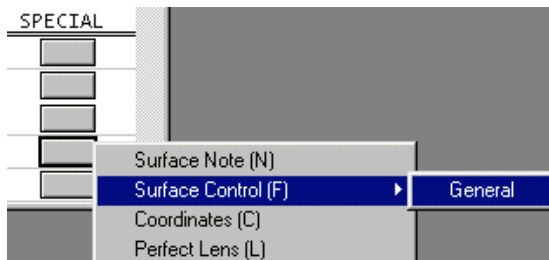 SPECIAL
Surface Note (N)
Surface Control (F) General
Coordinates (C)
Perfect Lens (L)